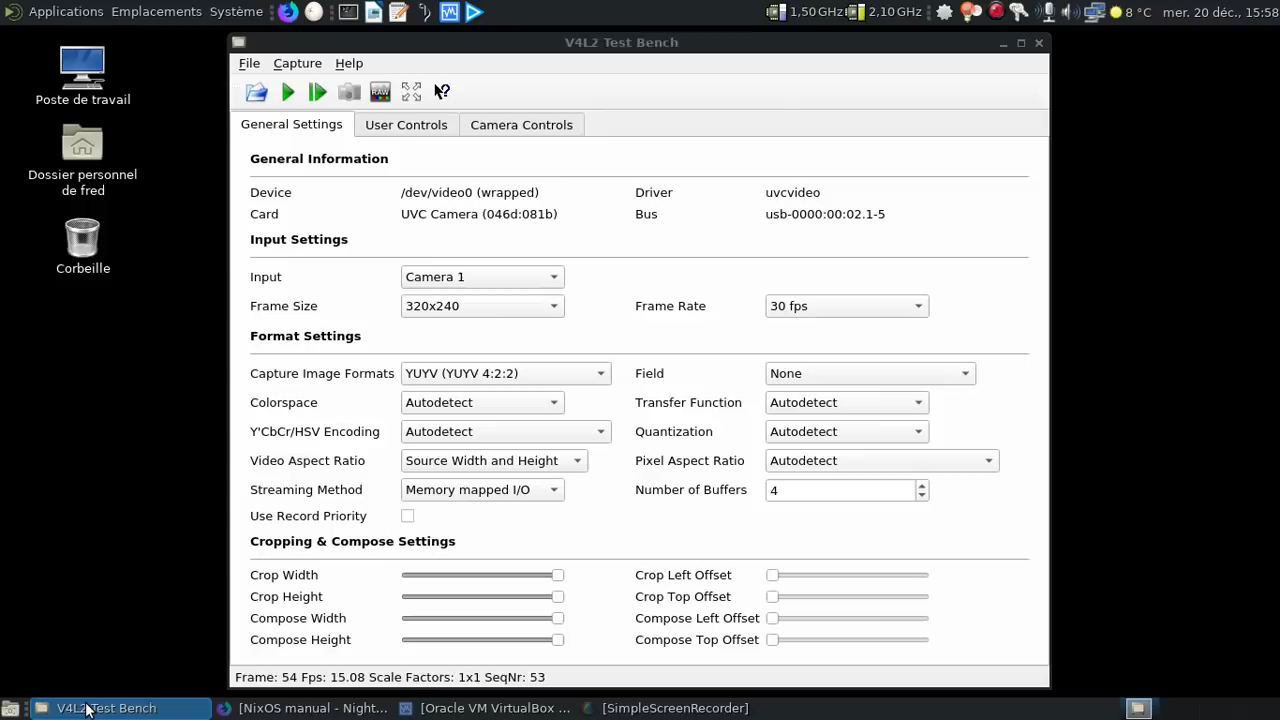 Applications Emplacements Système 1,50 GHz 2,10 GHz 8 °C mer. 20 déc., 15:58
Poste de travail
Dossier personnel
de fred
Corbeille
V4L2 Test Bench
File Capture Help
RAW
General Settings User Controls Camera Controls
General Information
Device /dev/video0 (wrapped) Driver uvcvideo
Card UVC Camera (046d:081b) Bus usb-0000:00:02.1-5
Input Settings
Input Camera 1
Frame Size 320x240 Frame Rate 30 fps
Format Settings
Capture Image Formats YUYV (YUYV 4:2:2) Field None
Colorspace Autodetect Transfer Function Autodetect
Y'CbCr/HSV Encoding Autodetect Quantization Autodetect
Video Aspect Ratio Source Width and Height Pixel Aspect Ratio Autodetect
Streaming Method Memory mapped I/O Number of Buffers 4
Use Record Priority
Cropping & Compose Settings
Crop Width Crop Left Offset
Crop Height Crop Top Offset
Compose Width Compose Left Offset
Compose Height Compose Top Offset
Frame: 54 Fps: 15.08 Scale Factors: 1x1 SeqNr: 53
V4L2 Test Bench [NixOS manual - Night... [Oracle VM VirtualBox ... [SimpleScreenRecorder]